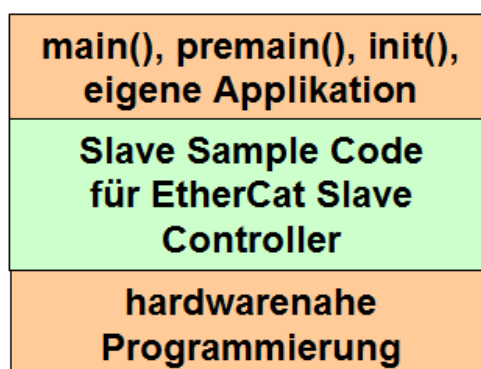 main(), premain(), init(),
eigene Applikation
Slave Sample Code
für EtherCat Slave
Controller
hardwarenahe
Programmierung